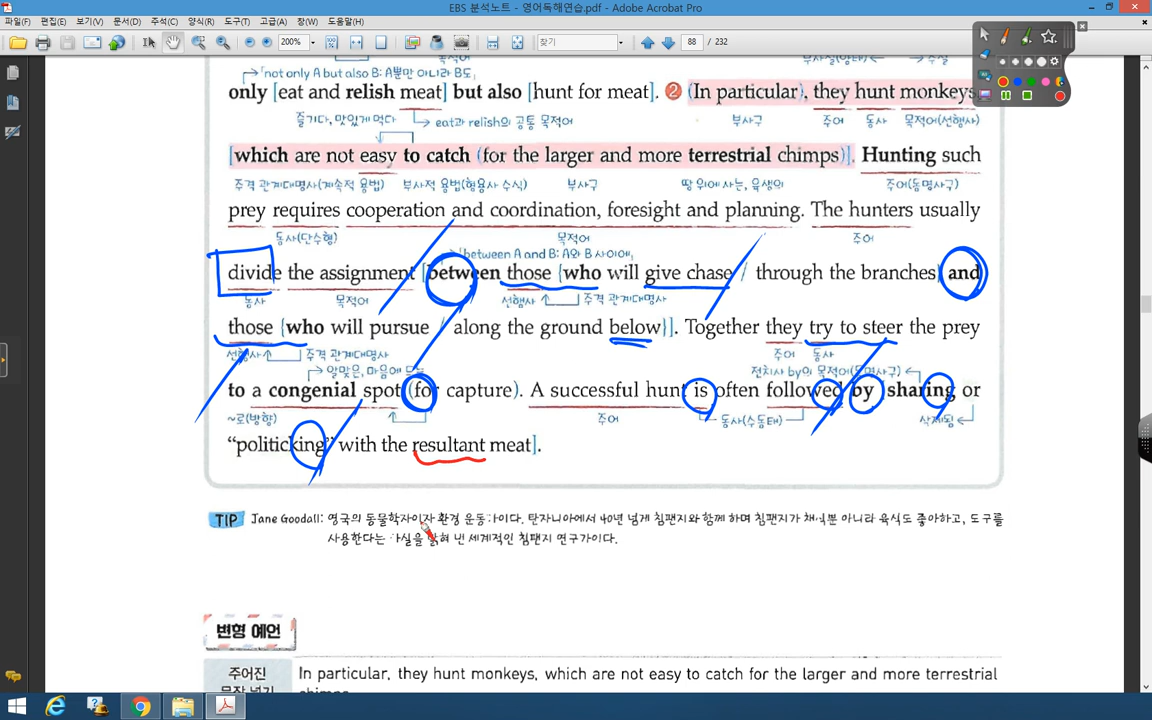 EBS 분석노트 - 영어독해연습.pdf - Adobe Acrobat Pro
파일(F) 편집(E) 보기(V) 문서(D) 주석(C) 양식(R) 도구(T) 고급(A) 창(W) 도움말(H)
200% 찾기 88 / 232
「not only A but also B: A뿐만 아니라 B도」
only [eat and relish meat] but also [hunt for meat]. ❷ (In particular), they hunt monkeys,
즐기다, 맛있게 먹다 eat과 relish의 공통 목적어 부사구 주어 동사 목적어(선행사)
[which are not easy to catch (for the larger and more terrestrial chimps)]. Hunting such
주격 관계대명사(계속적 용법) 부사적 용법(형용사 수식) 부사구 땅 위에 사는, 육생의 주어(동명사구)
prey requires cooperation and coordination, foresight and planning. The hunters usually
동사(단수형) 목적어 주어
「between A and B: A와 B 사이에」
divide the assignment [between those {who will give chase / through the branches} and
동사 목적어 선행사 주격 관계대명사
those {who will pursue / along the ground below}]. Together they try to steer the prey
선행사 주격 관계대명사 주어 동사
알맞은, 마음에 드는 전치사 by의 목적어(동명사구)
to a congenial spot (for capture). A successful hunt is often followed by sharing or
~로(방향) 주어 동사(수동태) 삭제됨
“politicking” with the resultant meat].
TIP Jane Goodall: 영국의 동물학자이자 환경 운동가이다. 탄자니아에서 40년 넘게 침팬지와 함께 하며 침팬지가 채식뿐 아니라 육식도 좋아하고, 도구를
사용한다는 사실을 밝혀 낸 세계적인 침팬지 연구가이다.
변형 예언
주어진 In particular, they hunt monkeys, which are not easy to catch for the larger and more terrestrial
문장 넣기 chimps.